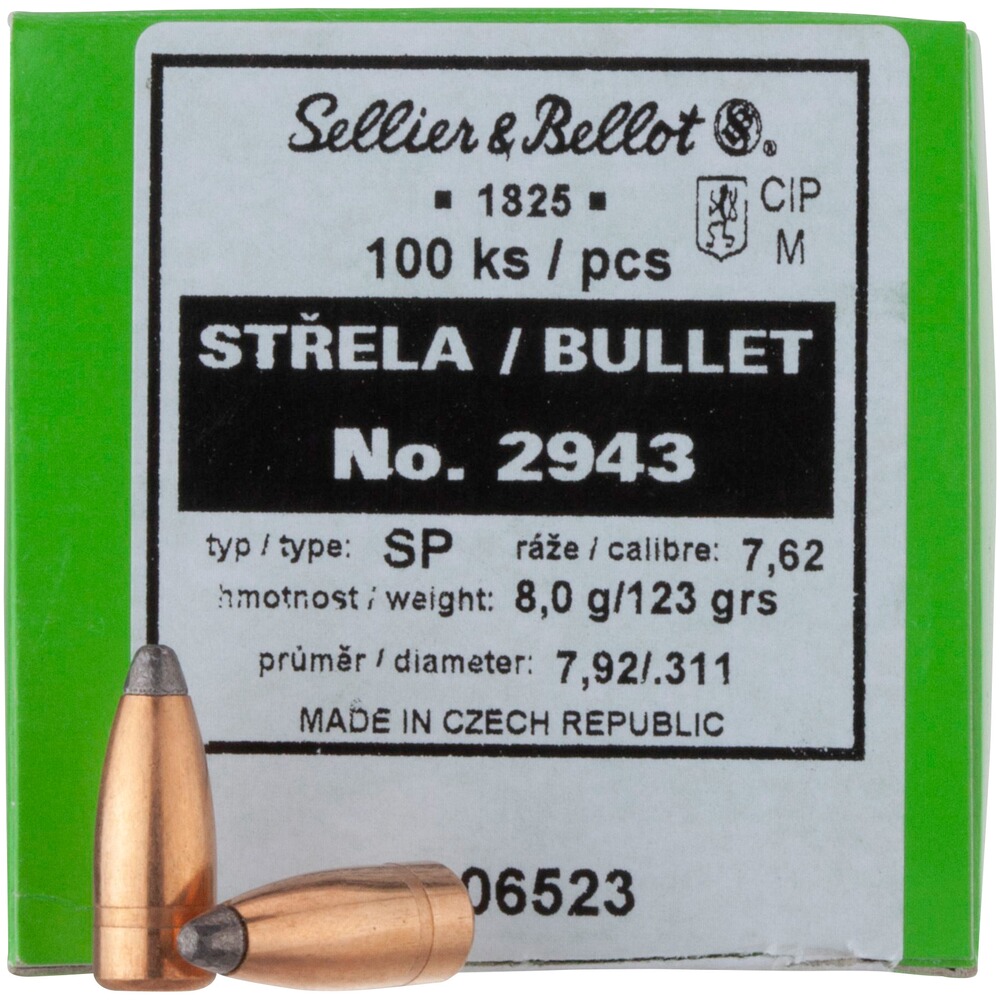 Sellier & Bellot S®
▪ 1825 ▪
CIP
M
100 ks / pcs
STŘELA / BULLET
No. 2943
typ / type: SP ráže / calibre: 7,62
hmotnost / weight: 8,0 g/123 grs
průměr / diameter: 7,92/.311
MADE IN CZECH REPUBLIC
06523